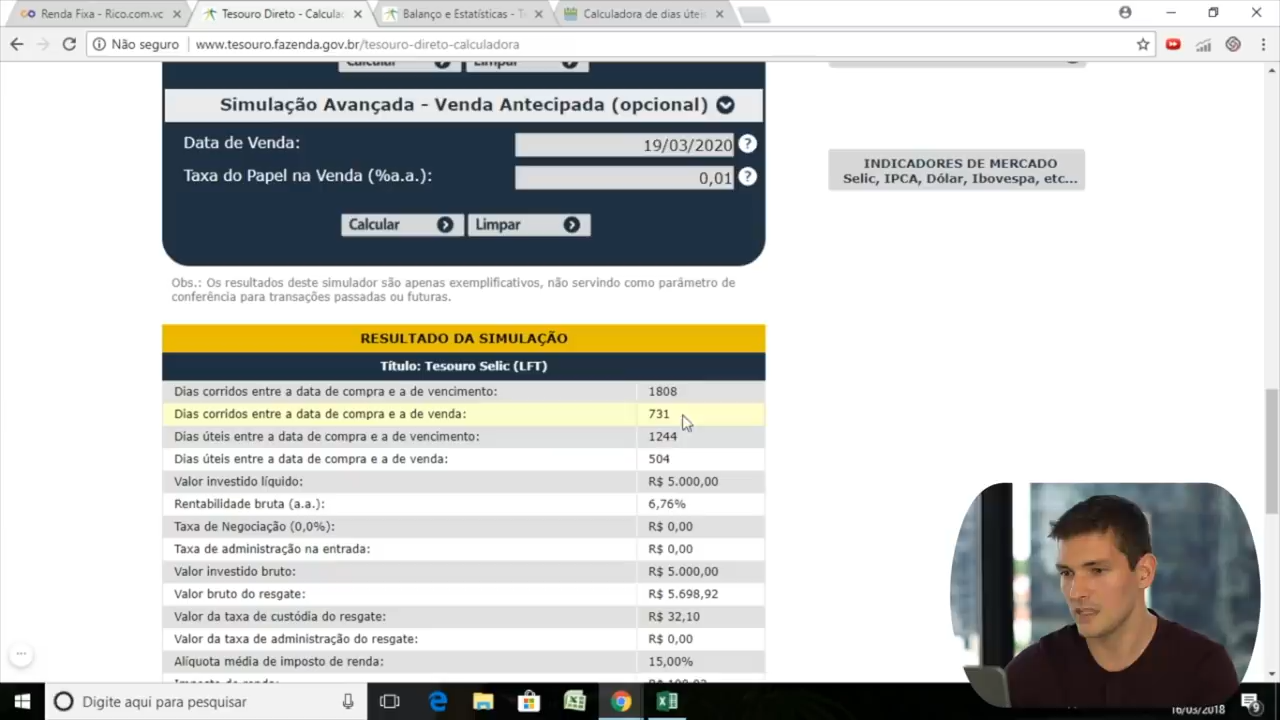 Renda Fixa - Rico.com.vc
Tesouro Direto - Calcula
Balanço e Estatísticas - T
Calculadora de dias útei
Não seguro
www.tesouro.fazenda.gov.br/tesouro-direto-calculadora
Calcular
Limpar
Simulação Avançada - Venda Antecipada (opcional)
Data de Venda:
19/03/2020
?
Taxa do Papel na Venda (%a.a.):
0,01
?
Calcular
Limpar
INDICADORES DE MERCADO
Selic, IPCA, Dólar, Ibovespa, etc...
Obs.: Os resultados deste simulador são apenas exemplificativos, não servindo como parâmetro de
conferência para transações passadas ou futuras.
RESULTADO DA SIMULAÇÃO
Título: Tesouro Selic (LFT)
Dias corridos entre a data de compra e a de vencimento: 1808
Dias corridos entre a data de compra e a de venda: 731
Dias úteis entre a data de compra e a de vencimento: 1244
Dias úteis entre a data de compra e a de venda: 504
Valor investido líquido: R$ 5.000,00
Rentabilidade bruta (a.a.): 6,76%
Taxa de Negociação (0,0%): R$ 0,00
Taxa de administração na entrada: R$ 0,00
Valor investido bruto: R$ 5.000,00
Valor bruto do resgate: R$ 5.698,92
Valor da taxa de custódia do resgate: R$ 32,10
Valor da taxa de administração do resgate: R$ 0,00
Alíquota média de imposto de renda: 15,00%
Digite aqui para pesquisar
16/03/2018
9